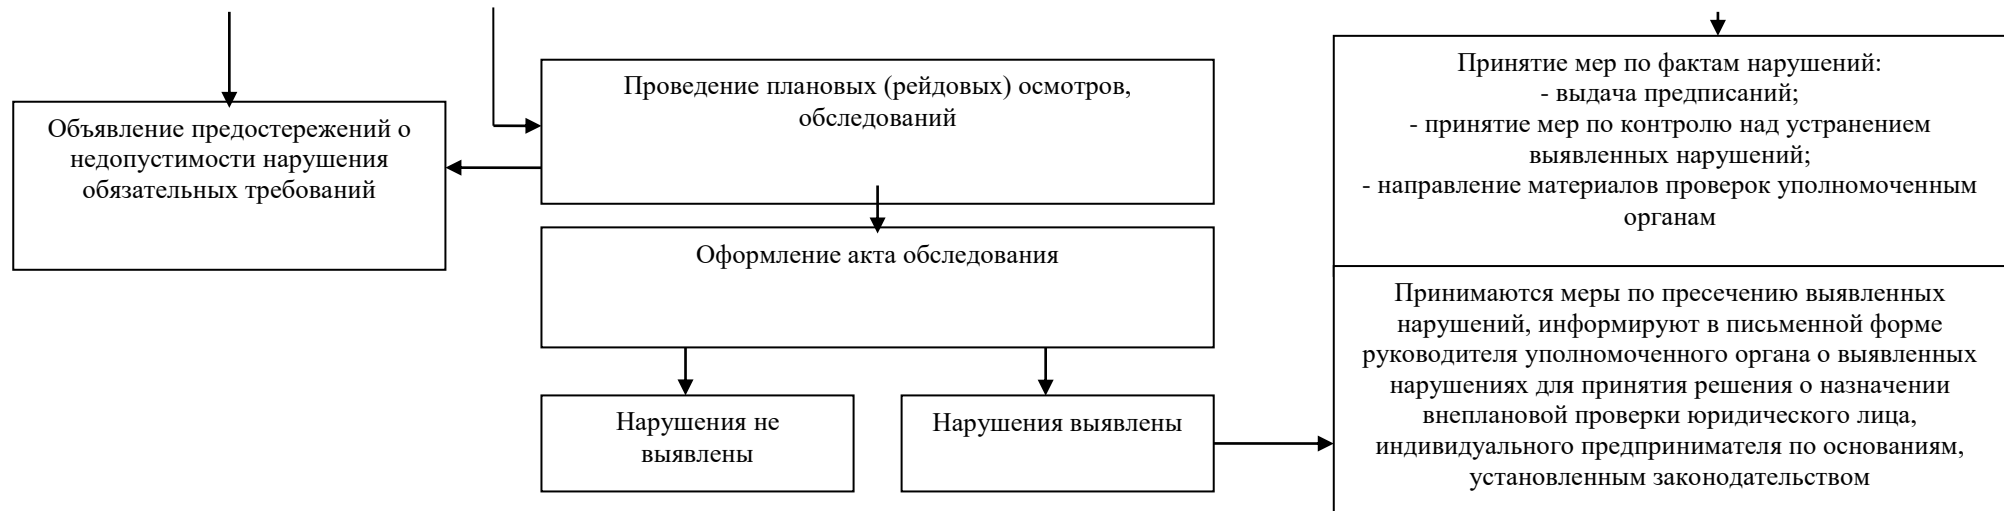 Объявление предостережений о
недопустимости нарушения
обязательных требований
Проведение плановых (рейдовых) осмотров,
обследований
Оформление акта обследования
Нарушения не
выявлены
Нарушения выявлены
Принятие мер по фактам нарушений:
- выдача предписаний;
- принятие мер по контролю над устранением
выявленных нарушений;
- направление материалов проверок уполномоченным
органам
Принимаются меры по пресечению выявленных
нарушений, информируют в письменной форме
руководителя уполномоченного органа о выявленных
нарушениях для принятия решения о назначении
внеплановой проверки юридического лица,
индивидуального предпринимателя по основаниям,
установленным законодательством